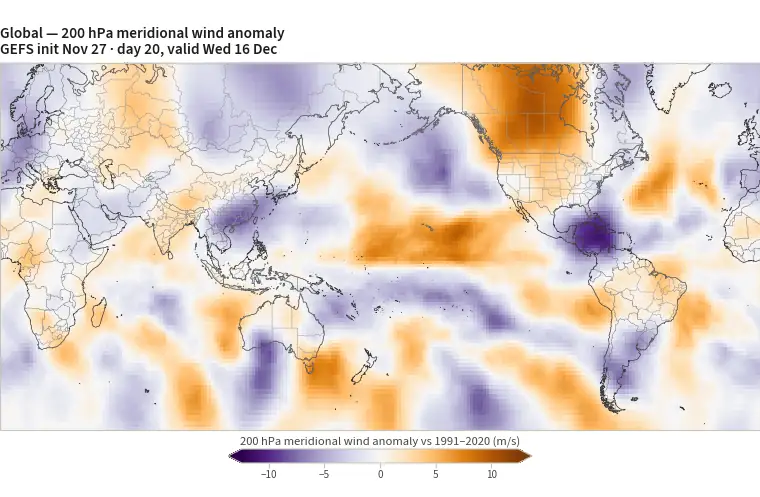 Global — 200 hPa meridional wind anomaly
GEFS init Nov 27 · day 20, valid Wed 16 Dec
200 hPa meridional wind anomaly vs 1991–2020 (m/s)
−10 −5 0 5 10